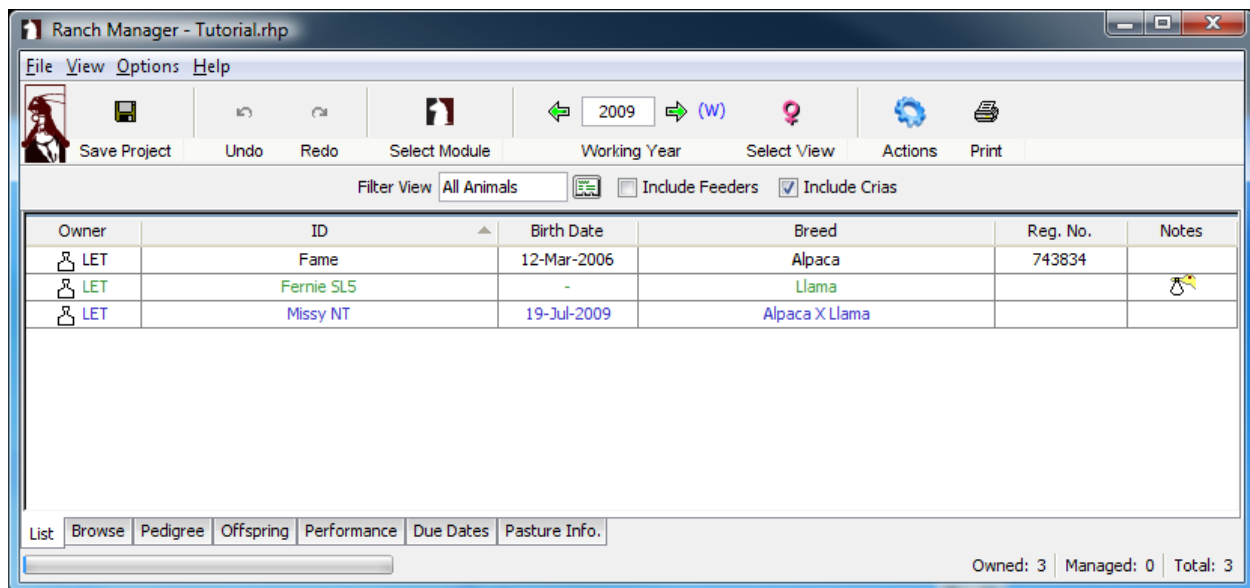 Ranch Manager - Tutorial.rhp
File View Options Help
2009 (W)
Save Project Undo Redo Select Module Working Year Select View Actions Print
Filter View All Animals Include Feeders Include Crias
Owner ID Birth Date Breed Reg. No. Notes
LET Fame 12-Mar-2006 Alpaca 743834
LET Fernie SL5 - Llama
LET Missy NT 19-Jul-2009 Alpaca X Llama
List Browse Pedigree Offspring Performance Due Dates Pasture Info.
Owned: 3 Managed: 0 Total: 3